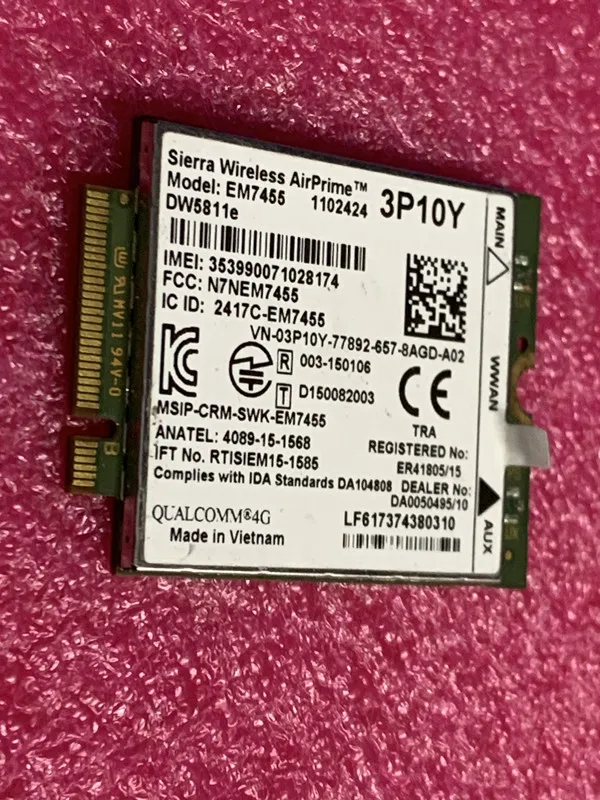 Sierra Wireless AirPrime™
Model: EM7455 1102424 3P10Y
DW5811e
IMEI: 353990071028174
FCC: N7NEM7455
IC ID: 2417C-EM7455
VN-03P10Y-77892-657-8AGD-A02
R 003-150106
T D150082003
MSIP-CRM-SWK-EM7455
ANATEL: 4089-15-1568
IFT No. RTISIEM15-1585
Complies with IDA Standards DA104808
CE
TRA
REGISTERED No:
ER41805/15
DEALER No:
DA0050495/10
QUALCOMM®4G
Made in Vietnam
LF617374380310
MAIN
WWAN
AUX
MV11 94V-0
B